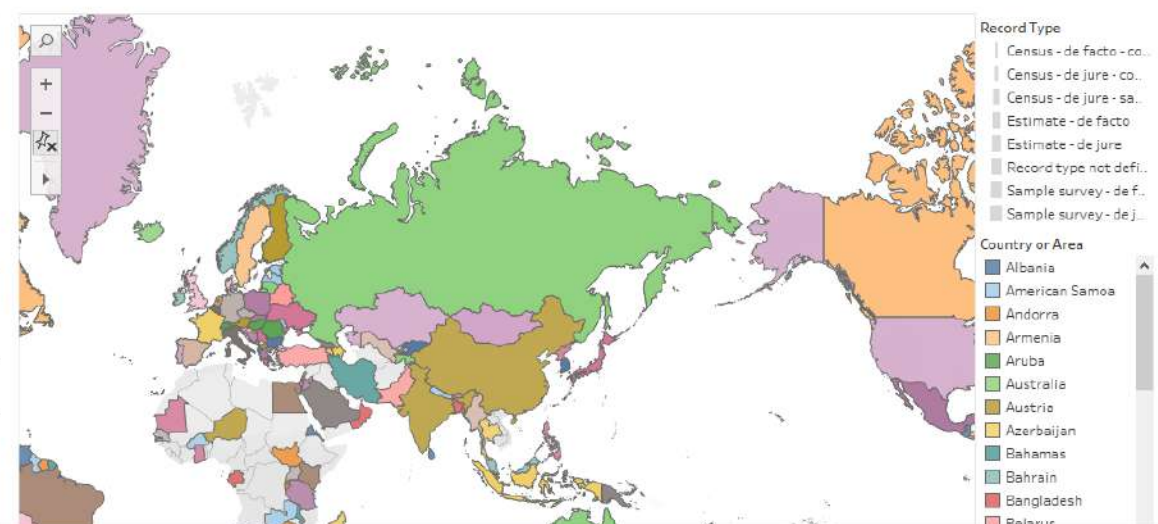 Record Type
Census - de facto - co...
Census - de jure - co...
Census - de jure - sa...
Estimate - de facto
Estimate - de jure
Record type not defi...
Sample survey - de f...
Sample survey - de j...
Country or Area
Albania
American Samoa
Andorra
Armenia
Aruba
Australia
Austria
Azerbaijan
Bahamas
Bahrain
Bangladesh
Belarus